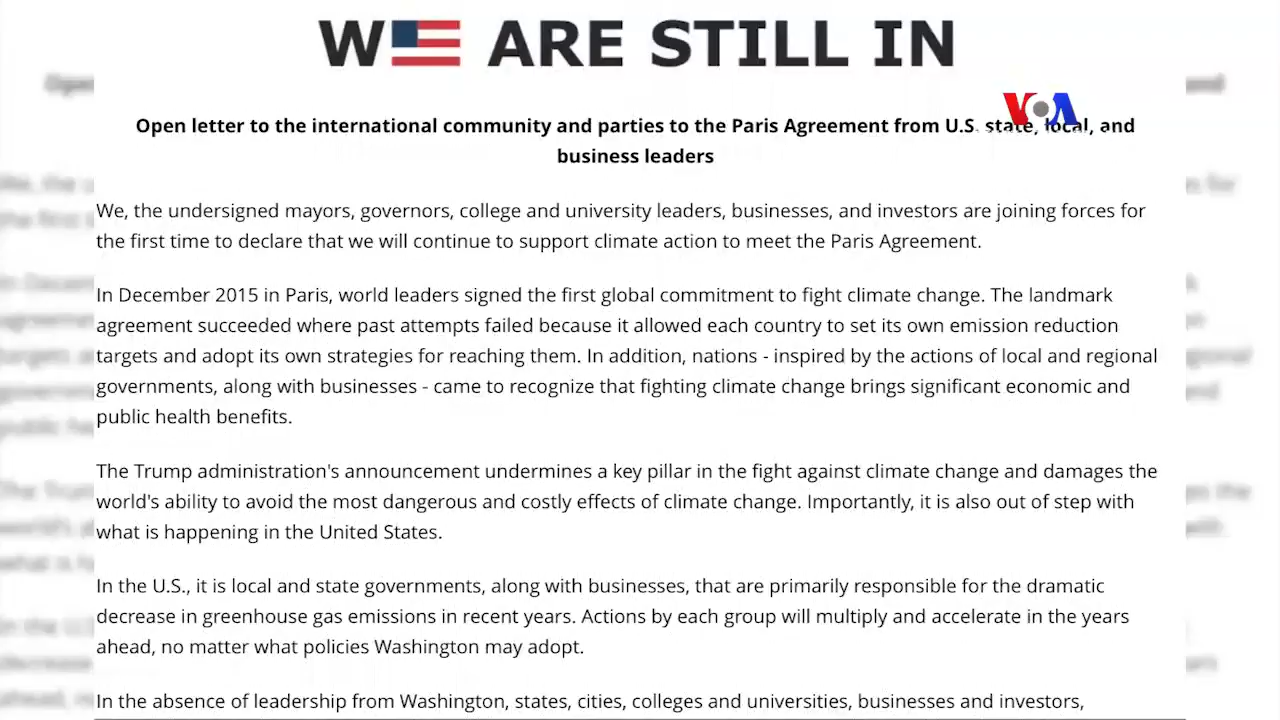 WE ARE STILL IN
VOA
Open letter to the international community and parties to the Paris Agreement from U.S. state, local, and
business leaders
We, the undersigned mayors, governors, college and university leaders, businesses, and investors are joining forces for
the first time to declare that we will continue to support climate action to meet the Paris Agreement.
In December 2015 in Paris, world leaders signed the first global commitment to fight climate change. The landmark
agreement succeeded where past attempts failed because it allowed each country to set its own emission reduction
targets and adopt its own strategies for reaching them. In addition, nations - inspired by the actions of local and regional
governments, along with businesses - came to recognize that fighting climate change brings significant economic and
public health benefits.
The Trump administration's announcement undermines a key pillar in the fight against climate change and damages the
world's ability to avoid the most dangerous and costly effects of climate change. Importantly, it is also out of step with
what is happening in the United States.
In the U.S., it is local and state governments, along with businesses, that are primarily responsible for the dramatic
decrease in greenhouse gas emissions in recent years. Actions by each group will multiply and accelerate in the years
ahead, no matter what policies Washington may adopt.
In the absence of leadership from Washington, states, cities, colleges and universities, businesses and investors,